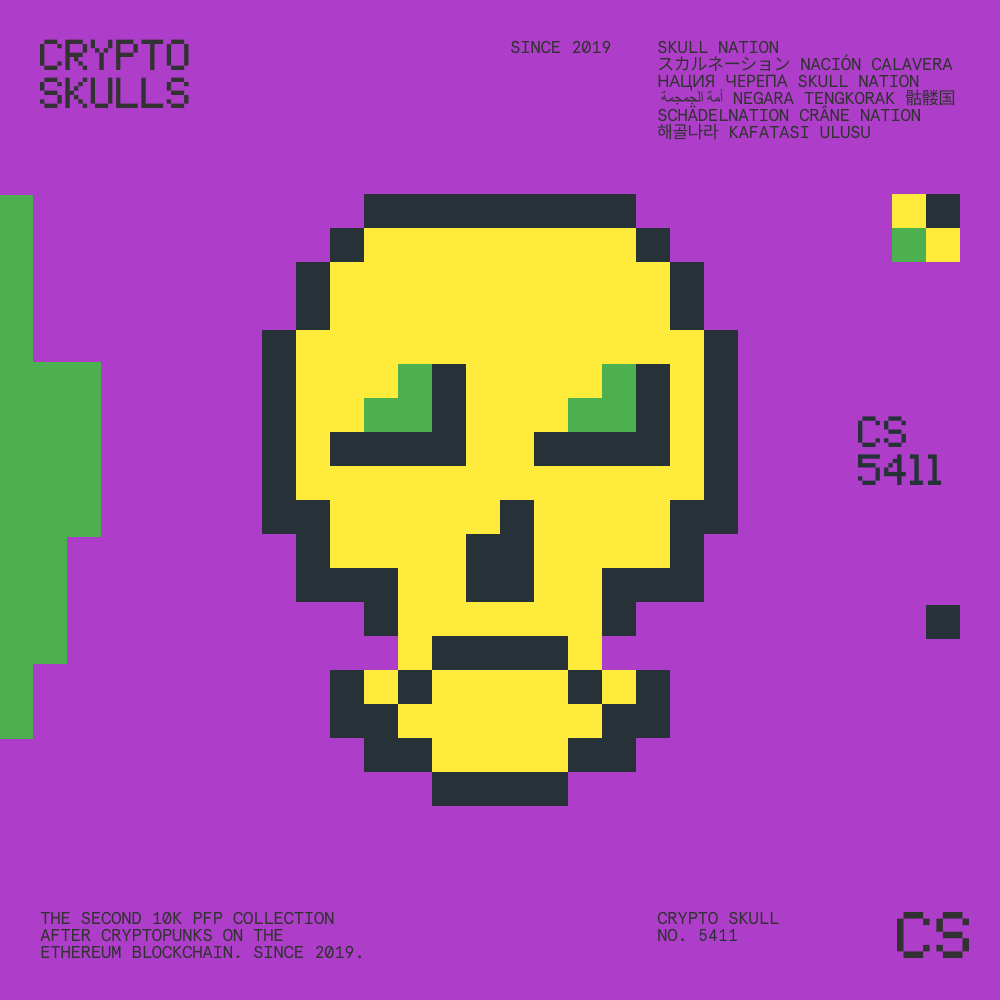 CRYPTO
SKULLS
SINCE 2019
SKULL NATION
スカルネーション NACIÓN CALAVERA
НАЦИЯ ЧЕРЕПА SKULL NATION
أمة الجمجمة NEGARA TENGKORAK 骷髅国
SCHÄDELNATION CRÂNE NATION
해골나라 KAFATASI ULUSU
CS
5411
THE SECOND 10K PFP COLLECTION
AFTER CRYPTOPUNKS ON THE
ETHEREUM BLOCKCHAIN. SINCE 2019.
CRYPTO SKULL
NO. 5411
CS